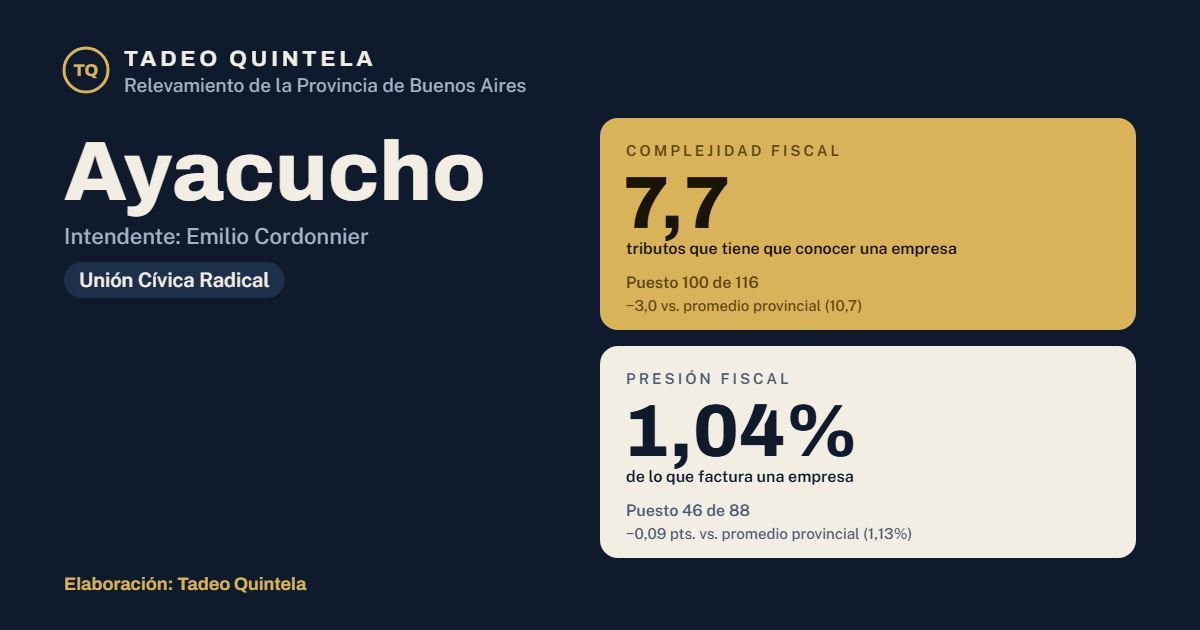 TQ
TADEO QUINTELA
Relevamiento de la Provincia de Buenos Aires
Ayacucho
Intendente: Emilio Cordonnier
Unión Cívica Radical
COMPLEJIDAD FISCAL
7,7
tributos que tiene que conocer una empresa
Puesto 100 de 116
−3,0 vs. promedio provincial (10,7)
PRESIÓN FISCAL
1,04%
de lo que factura una empresa
Puesto 46 de 88
−0,09 pts. vs. promedio provincial (1,13%)
Elaboración: Tadeo Quintela